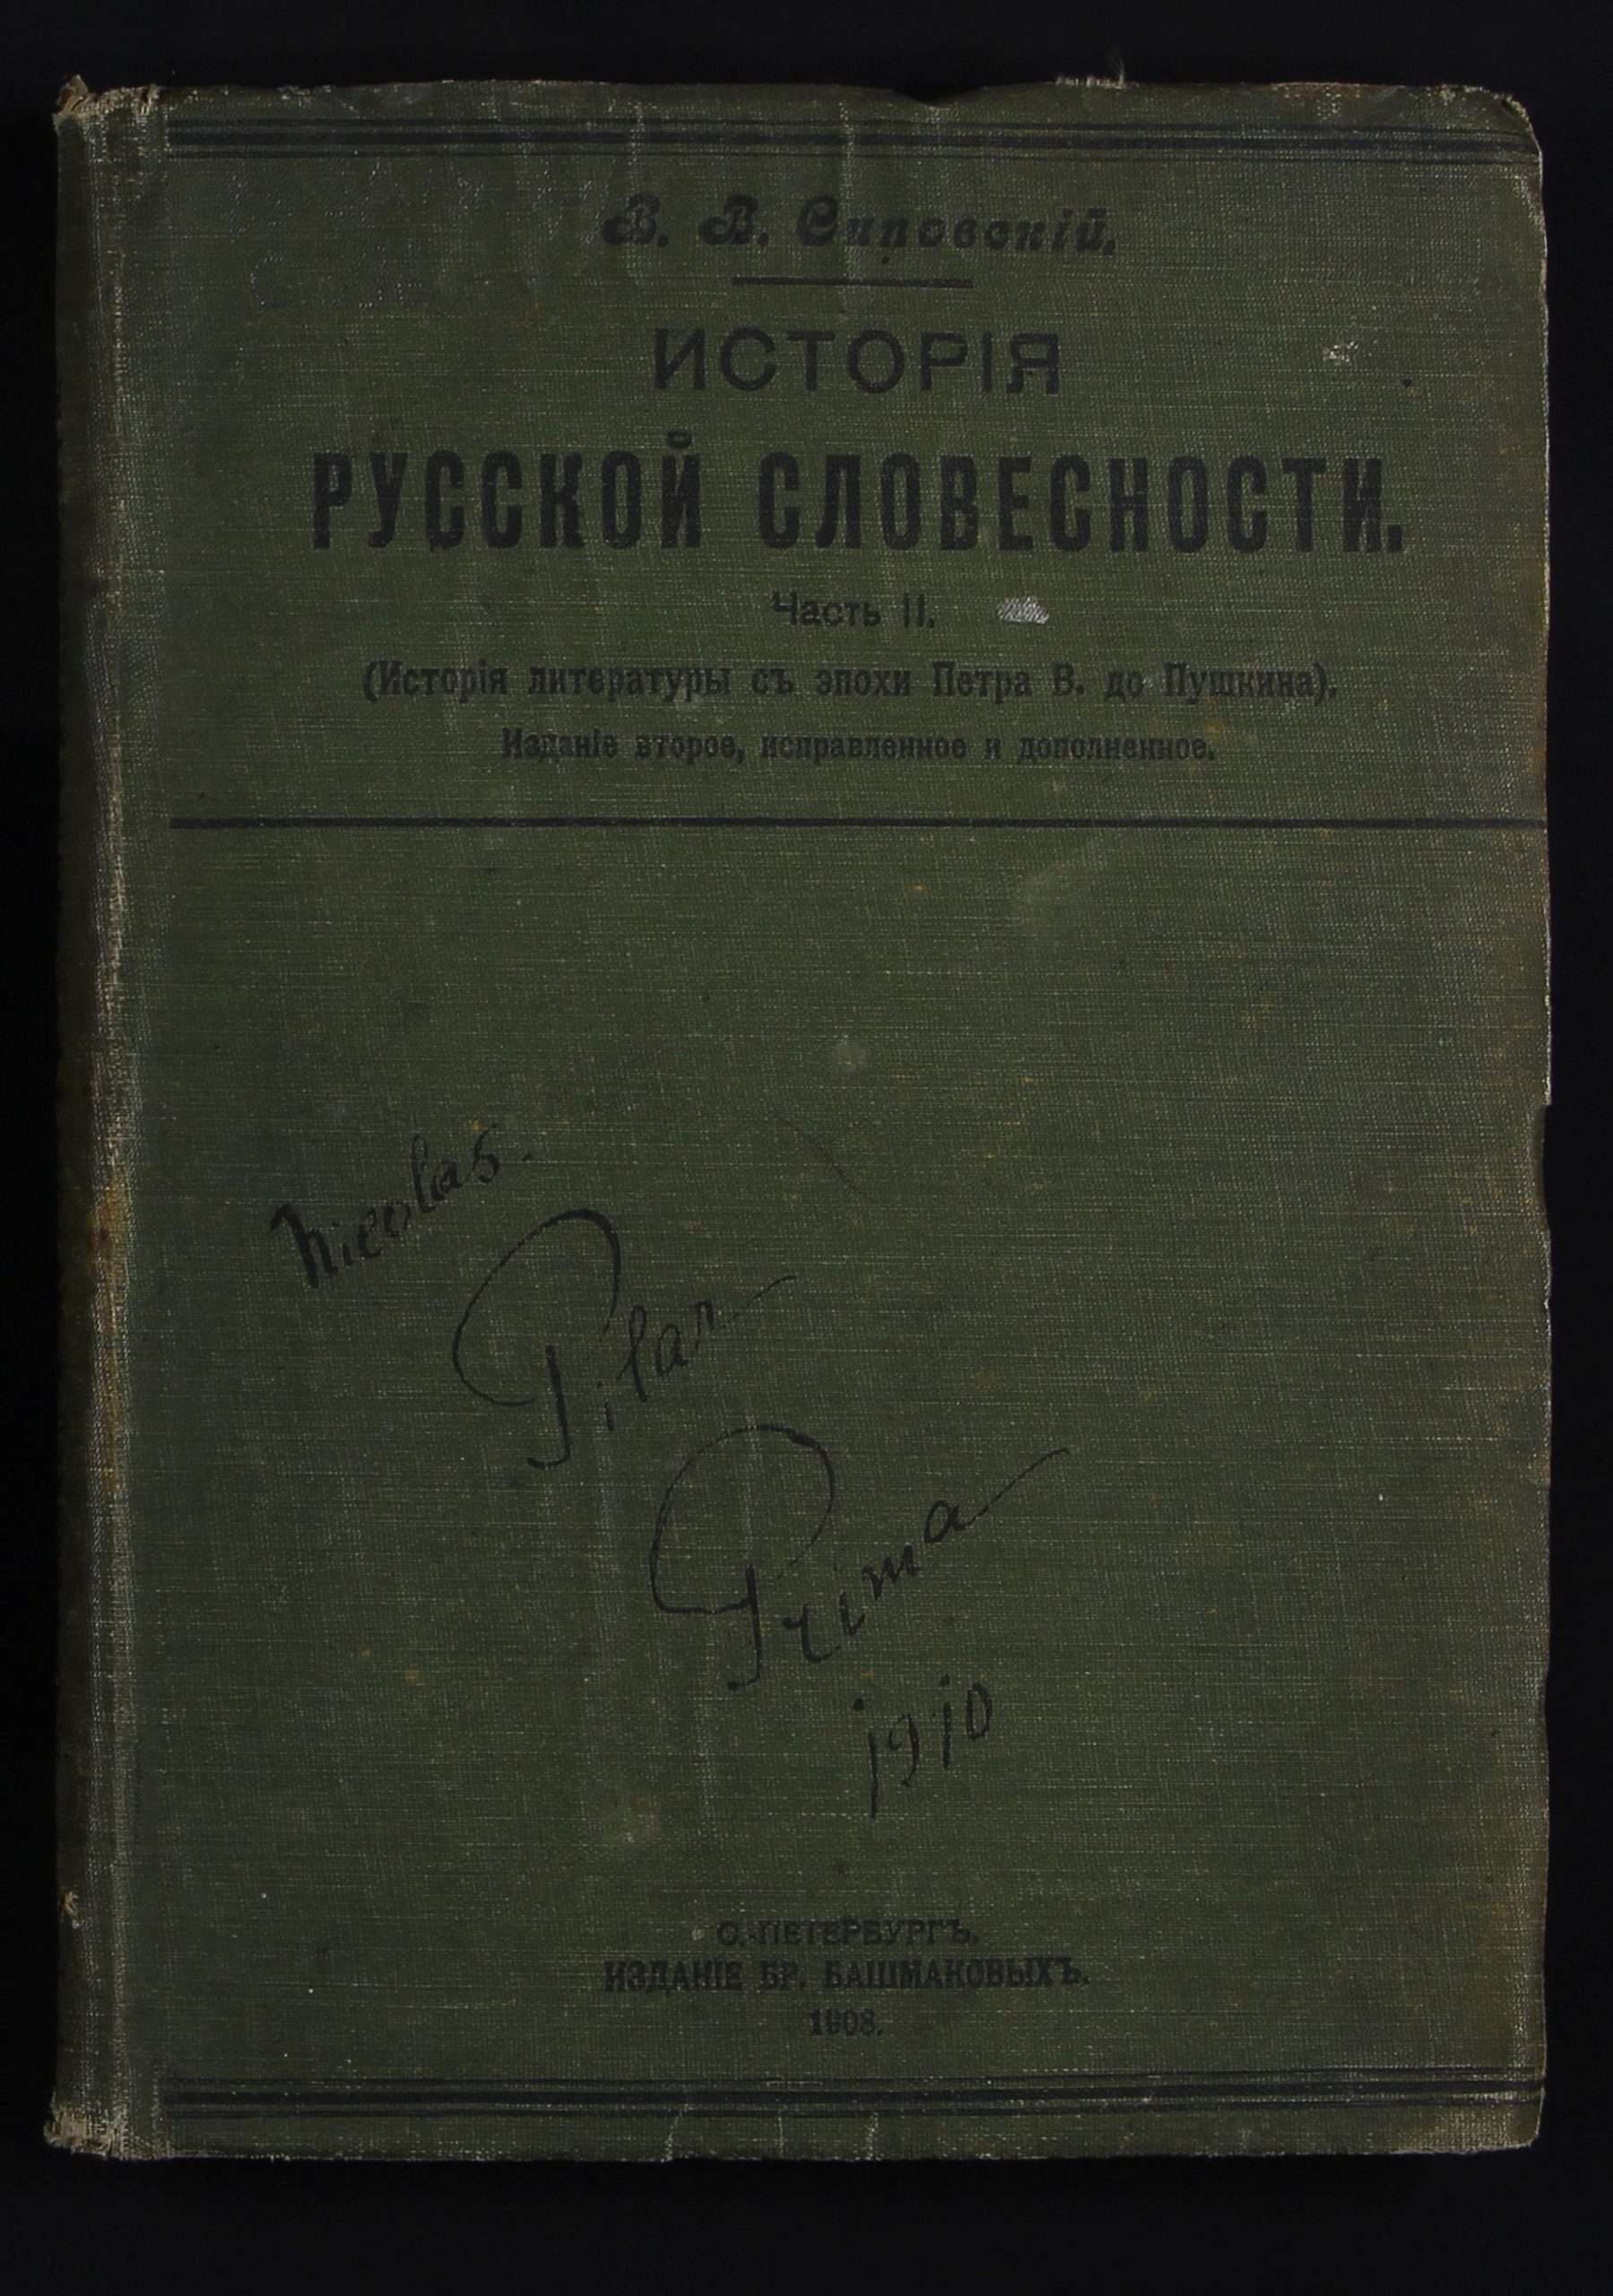 В. В. Сиповскій.
ИСТОРІЯ
РУССКОЙ СЛОВЕСНОСТИ.
Часть II.
(Исторія литературы съ эпохи Петра В. до Пушкина).
Изданіе второе, исправленное и дополненное.
Nicolas.
Pilar
Prima
1910
С.-ПЕТЕРБУРГЪ.
ИЗДАНІЕ БР. БАШМАКОВЫХЪ.
1908.